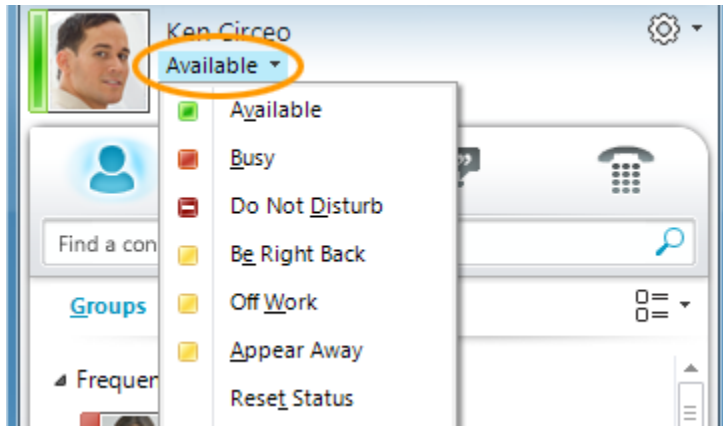 Ken Circeo
Available
Available
Busy
Do Not Disturb
Find a con
Be Right Back
Groups
Off Work
Appear Away
Frequen
Reset Status